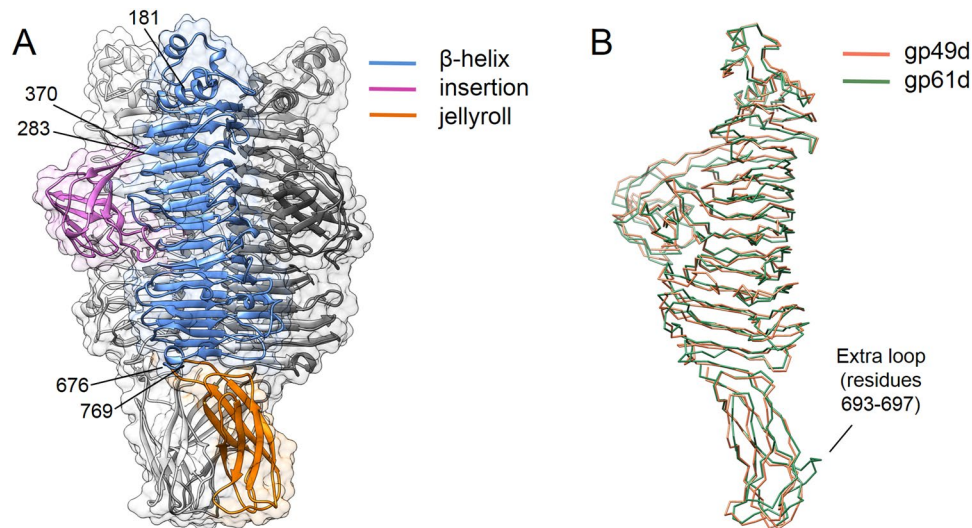 A
181
370
283
676
769
β-helix
insertion
jellyroll
B
gp49d
gp61d
Extra loop
(residues
693-697)